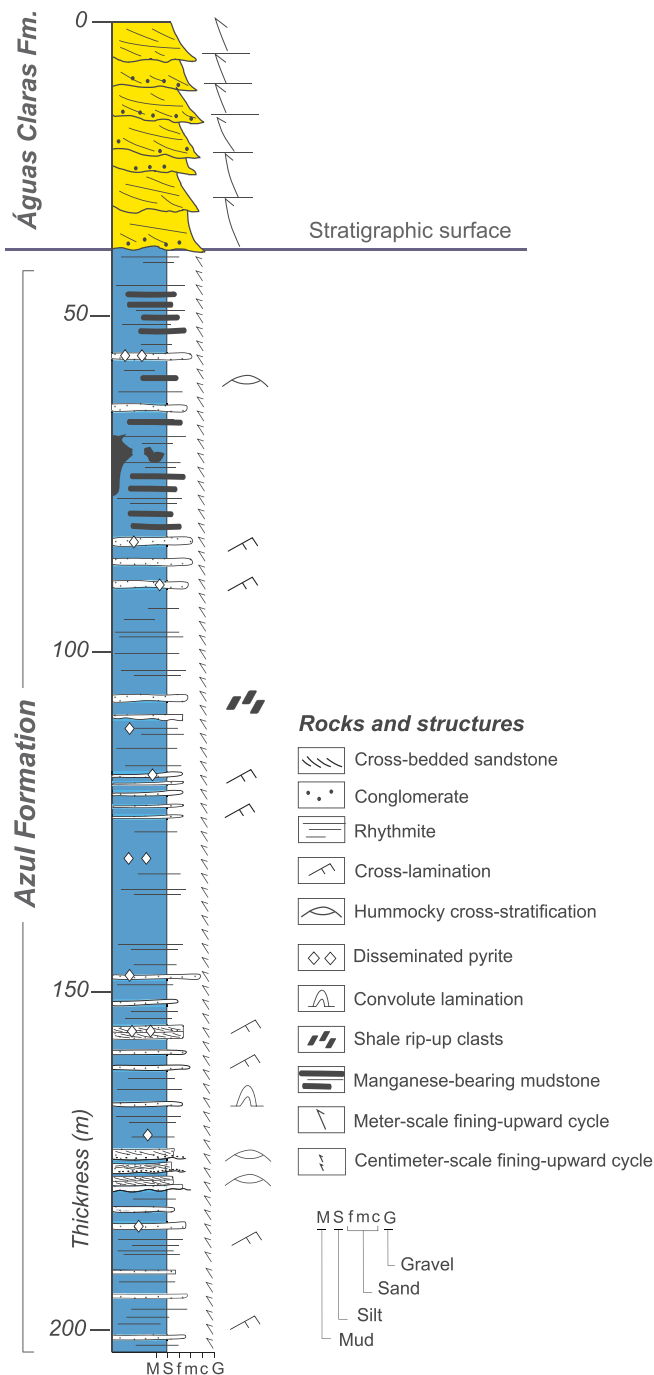 Águas Claras Fm.
0
Stratigraphic surface
50
100
Azul Formation
150
Thickness (m)
200
M S f m c G
Rocks and structures
Cross-bedded sandstone
Conglomerate
Rhythmite
Cross-lamination
Hummocky cross-stratification
Disseminated pyrite
Convolute lamination
Shale rip-up clasts
Manganese-bearing mudstone
Meter-scale fining-upward cycle
Centimeter-scale fining-upward cycle
M S f m c G
Gravel
Sand
Silt
Mud